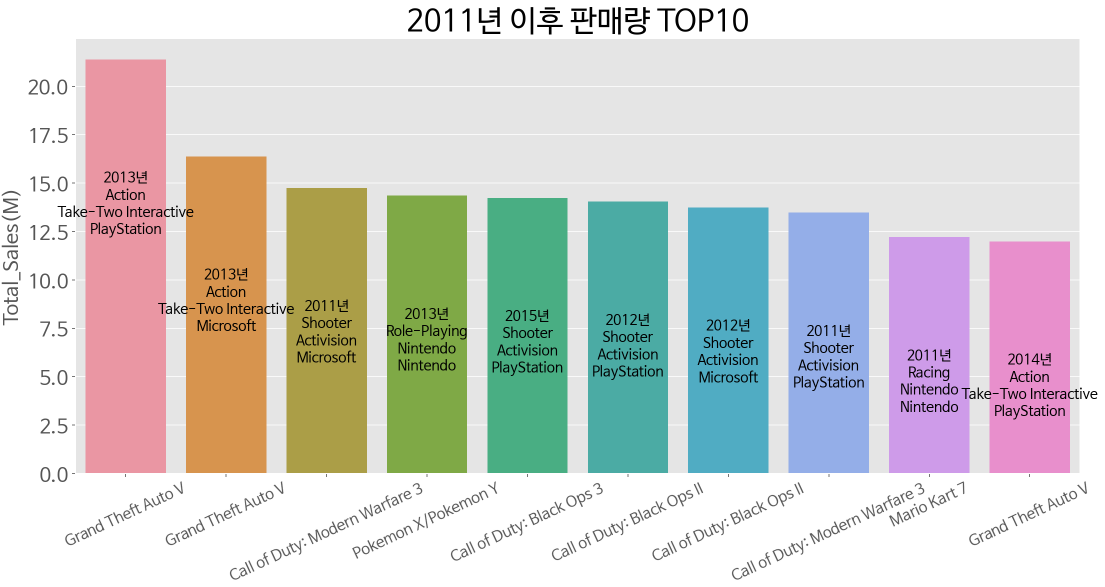 2011년 이후 판매량 TOP10
Total_Sales(M)
20.0
17.5
15.0
12.5
10.0
7.5
5.0
2.5
0.0
2013년
Action
Take-Two Interactive
PlayStation
2013년
Action
Take-Two Interactive
Microsoft
2011년
Shooter
Activision
Microsoft
2013년
Role-Playing
Nintendo
Nintendo
2015년
Shooter
Activision
PlayStation
2012년
Shooter
Activision
PlayStation
2012년
Shooter
Activision
Microsoft
2011년
Shooter
Activision
PlayStation
2011년
Racing
Nintendo
Nintendo
2014년
Action
Take-Two Interactive
PlayStation
Grand Theft Auto V
Grand Theft Auto V
Call of Duty: Modern Warfare 3
Pokemon X/Pokemon Y
Call of Duty: Black Ops 3
Call of Duty: Black Ops II
Call of Duty: Black Ops II
Call of Duty: Modern Warfare 3
Mario Kart 7
Grand Theft Auto V